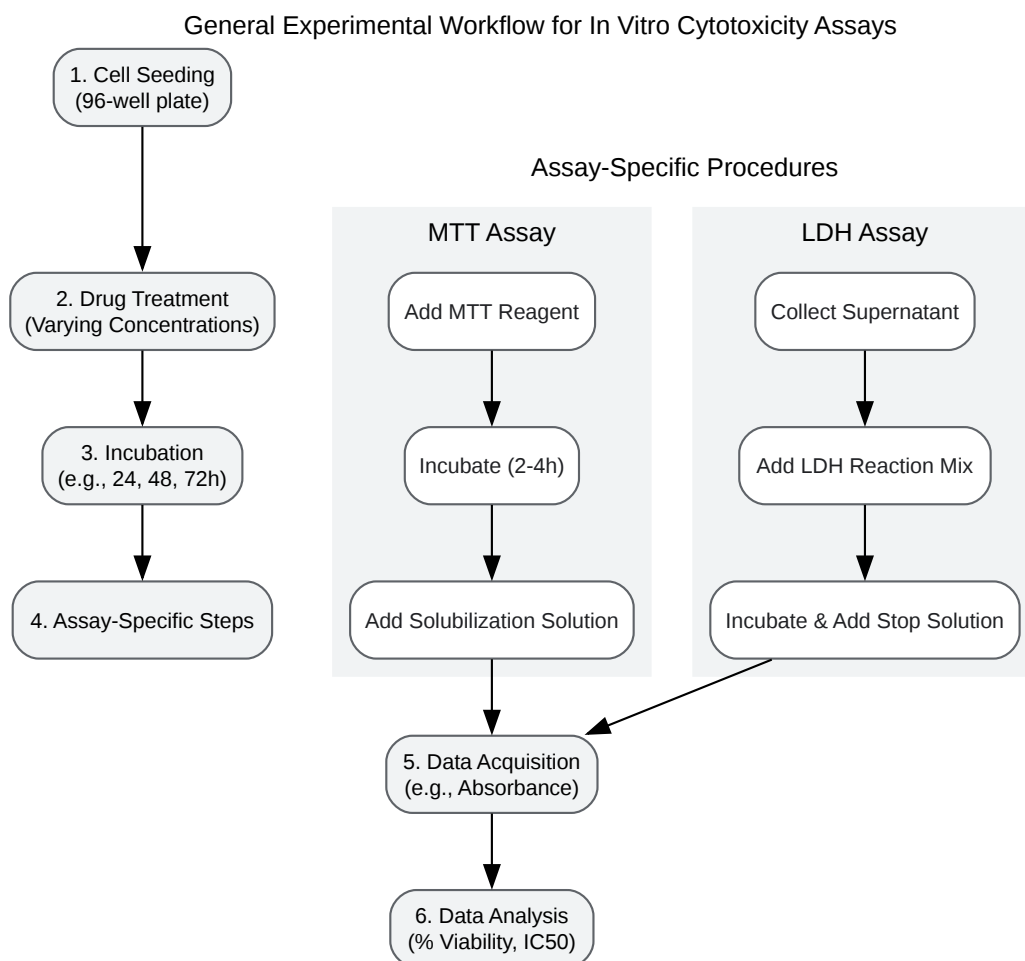 General Experimental Workflow for In Vitro Cytotoxicity Assays
1. Cell Seeding
(96-well plate)
2. Drug Treatment
(Varying Concentrations)
3. Incubation
(e.g., 24, 48, 72h)
4. Assay-Specific Steps
Assay-Specific Procedures
MTT Assay
Add MTT Reagent
Incubate (2-4h)
Add Solubilization Solution
LDH Assay
Collect Supernatant
Add LDH Reaction Mix
Incubate & Add Stop Solution
5. Data Acquisition
(e.g., Absorbance)
6. Data Analysis
(% Viability, IC50)